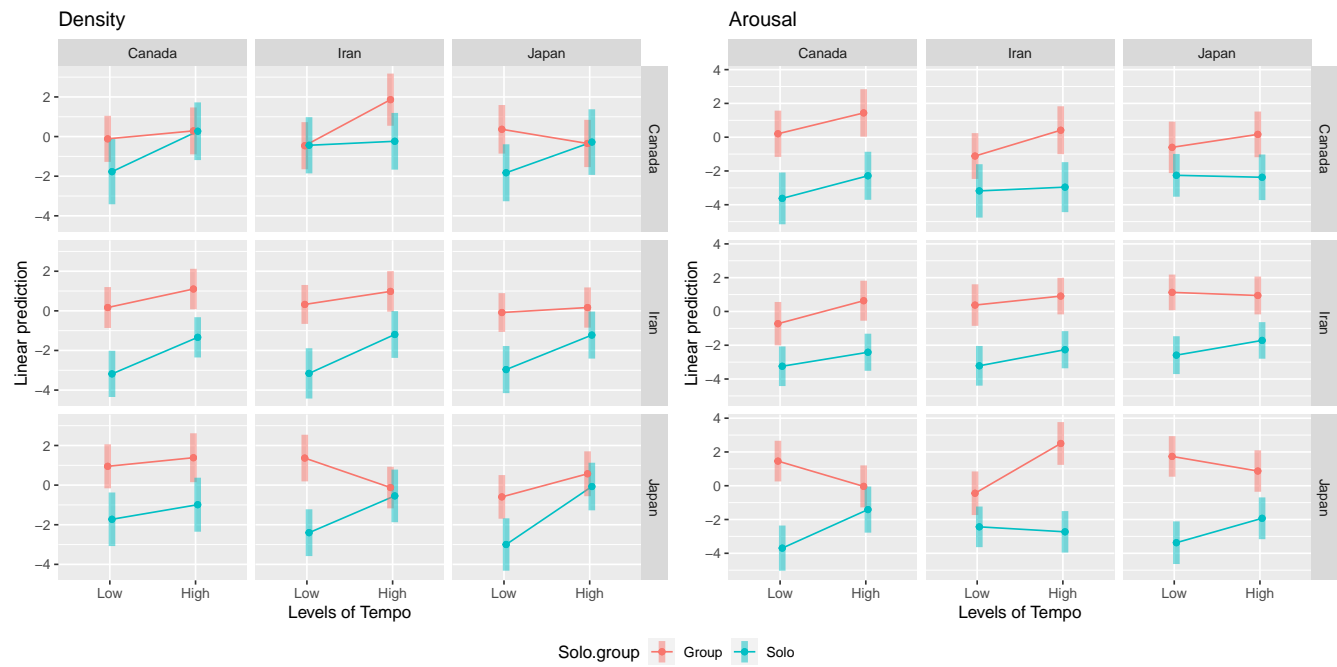 Density
Canada Iran Japan
2
0
−2
−4
Canada
2
0
−2
−4
Iran
2
0
−2
−4
Japan
Linear prediction
Low High Low High Low High
Levels of Tempo
Arousal
Canada Iran Japan
4
2
0
−2
−4
Canada
4
2
0
−2
−4
Iran
4
2
0
−2
−4
Japan
Linear prediction
Low High Low High Low High
Levels of Tempo
Solo.group Group Solo